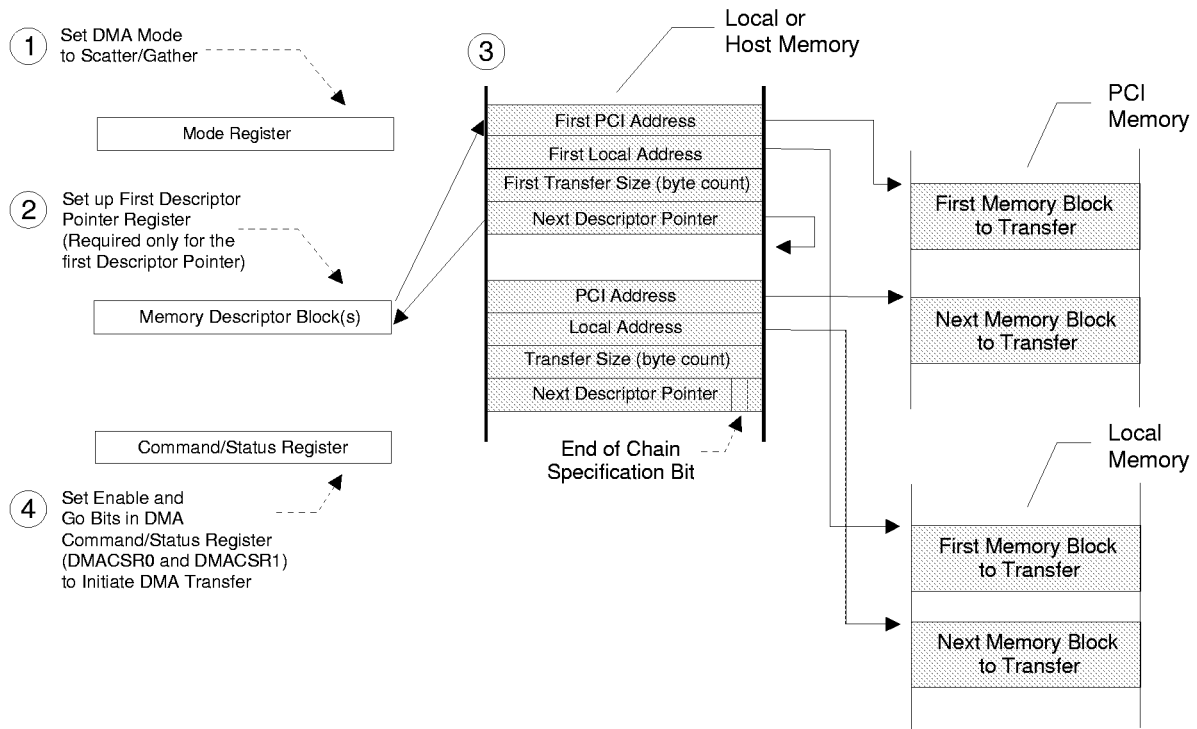 1
Set DMA Mode
to Scatter/Gather
Mode Register
2
Set up First Descriptor
Pointer Register
(Required only for the
first Descriptor Pointer)
Memory Descriptor Block(s)
Command/Status Register
4
Set Enable and
Go Bits in DMA
Command/Status Register
(DMACSR0 and DMACSR1)
to Initiate DMA Transfer
3
Local or
Host Memory
First PCI Address
First Local Address
First Transfer Size (byte count)
Next Descriptor Pointer
PCI Address
Local Address
Transfer Size (byte count)
Next Descriptor Pointer
End of Chain
Specification Bit
PCI
Memory
First Memory Block
to Transfer
Next Memory Block
to Transfer
Local
Memory
First Memory Block
to Transfer
Next Memory Block
to Transfer